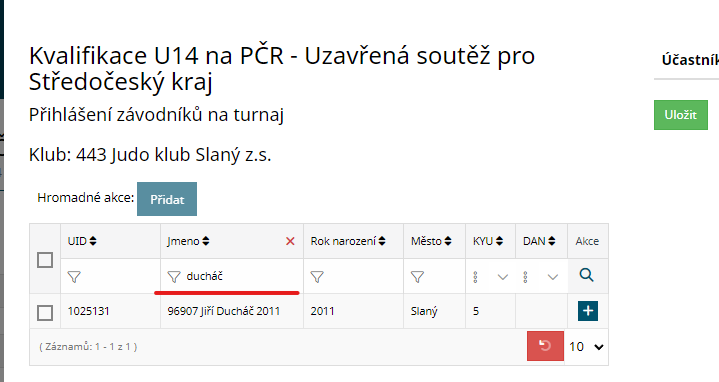 Kvalifikace U14 na PČR - Uzavřená soutěž pro
Středočeský kraj
Přihlášení závodníků na turnaj
Klub: 443 Judo klub Slaný z.s.
Hromadné akce: Přidat
UID Jmeno Rok narození Město KYU DAN Akce
ducháč
1025131 96907 Jiří Ducháč 2011 2011 Slaný 5
( Záznamů: 1 - 1 z 1 ) 10
Účastník
Uložit